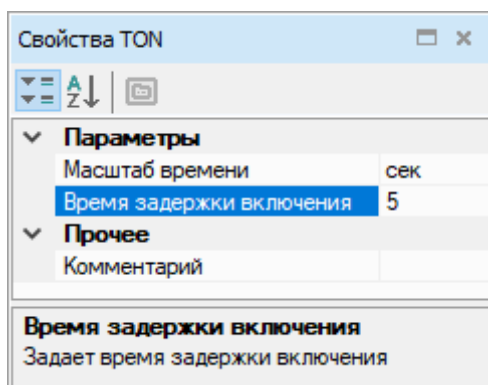 Свойства TON
Параметры
Масштаб времени сек
Время задержки включения 5
Прочее
Комментарий
Время задержки включения
Задает время задержки включения